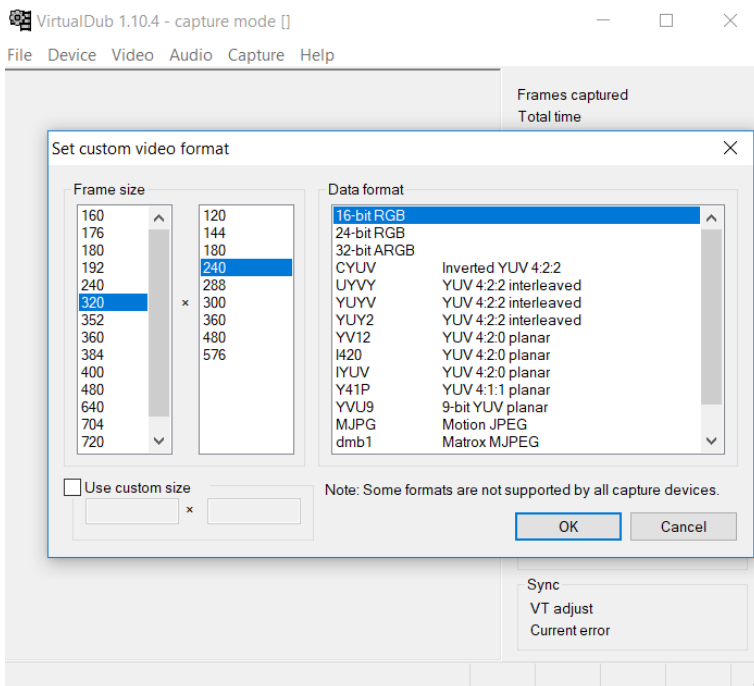 VirtualDub 1.10.4 - capture mode []
File Device Video Audio Capture Help
Frames captured
Total time
Set custom video format
Frame size
160
176
180
192
240
320
352
360
384
400
480
640
704
720
×
120
144
180
240
288
300
360
480
576
Data format
16-bit RGB
24-bit RGB
32-bit ARGB
CYUV Inverted YUV 4:2:2
UYVY YUV 4:2:2 interleaved
YUYV YUV 4:2:2 interleaved
YUY2 YUV 4:2:2 interleaved
YV12 YUV 4:2:0 planar
I420 YUV 4:2:0 planar
IYUV YUV 4:2:0 planar
Y41P YUV 4:1:1 planar
YVU9 9-bit YUV planar
MJPG Motion JPEG
dmb1 Matrox MJPEG
Use custom size
×
Note: Some formats are not supported by all capture devices.
OK Cancel
Sync
VT adjust
Current error